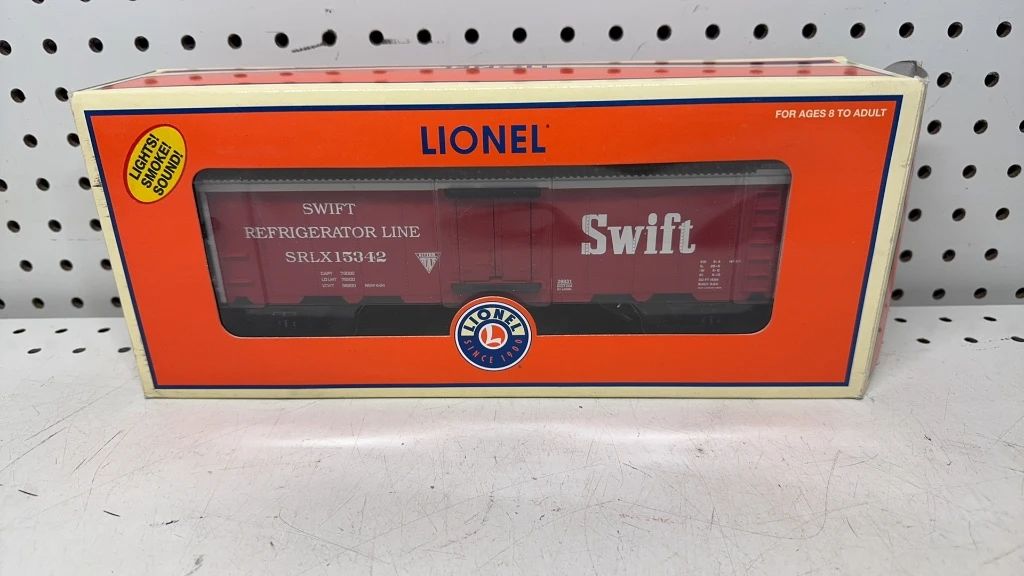 LIONEL
FOR AGES 8 TO ADULT
LIGHTS!
SMOKE!
SOUND!
SWIFT
REFRIGERATOR LINE
SRLX15342
Swift
LIONEL
L
SINCE 1900